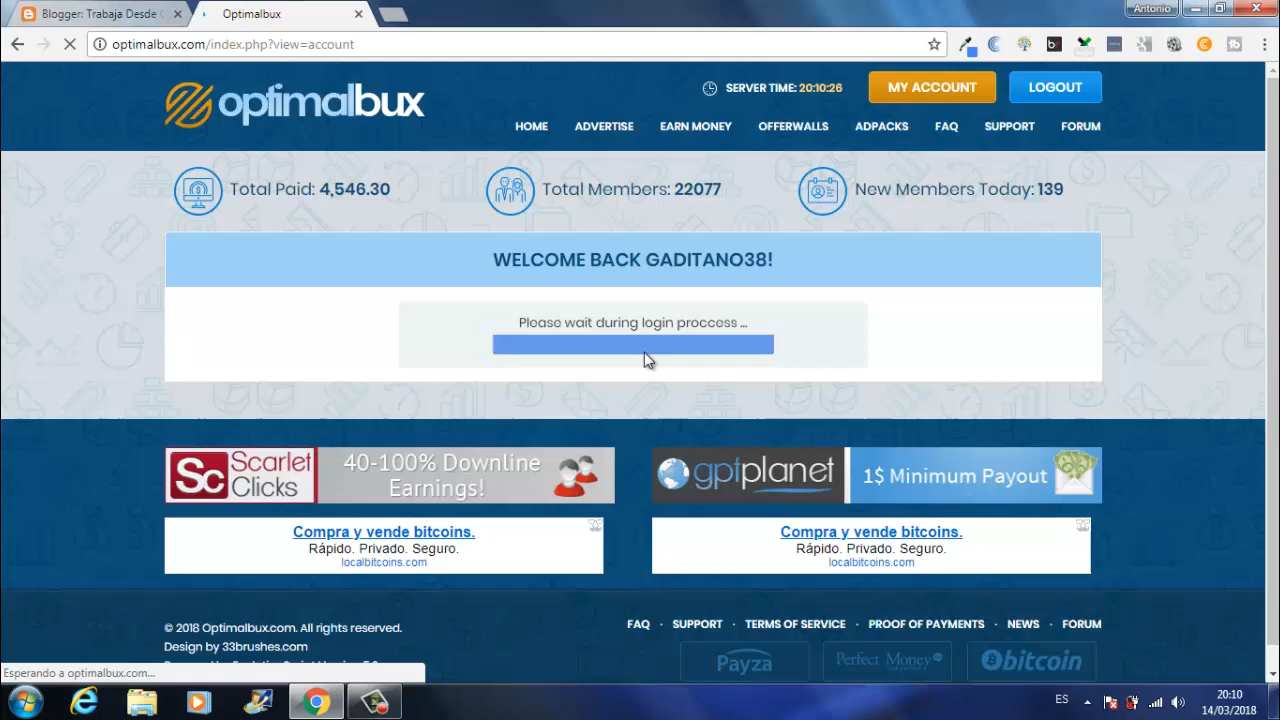 Blogger: Trabaja Desde C
Optimalbux
Antonio
optimalbux.com/index.php?view=account
optimalbux
SERVER TIME: 20:10:26
MY ACCOUNT
LOGOUT
HOME
ADVERTISE
EARN MONEY
OFFERWALLS
ADPACKS
FAQ
SUPPORT
FORUM
Total Paid: 4,546.30
Total Members: 22077
New Members Today: 139
WELCOME BACK GADITANO38!
Please wait during login proccess ...
Sc Scarlet Clicks
40-100% Downline
Earnings!
gptplanet
1$ Minimum Payout
Compra y vende bitcoins.
Rápido. Privado. Seguro.
localbitcoins.com
Compra y vende bitcoins.
Rápido. Privado. Seguro.
localbitcoins.com
© 2018 Optimalbux.com. All rights reserved.
Design by 33brushes.com
FAQ · SUPPORT · TERMS OF SERVICE · PROOF OF PAYMENTS · NEWS · FORUM
Payza
Perfect Money
bitcoin
Esperando a optimalbux.com...
ES
20:10
14/03/2018